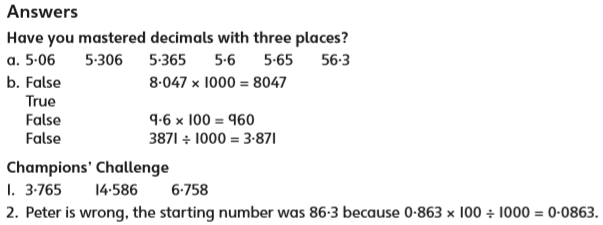 Answers
Have you mastered decimals with three places?
a. 5·06 5·306 5·365 5·6 5·65 56·3
b. False 8·047 × 1000 = 8047
True
False 9·6 × 100 = 960
False 3871 ÷ 1000 = 3·871
Champions' Challenge
1. 3·765 14·586 6·758
2. Peter is wrong, the starting number was 86·3 because 0·863 × 100 ÷ 1000 = 0·0863.